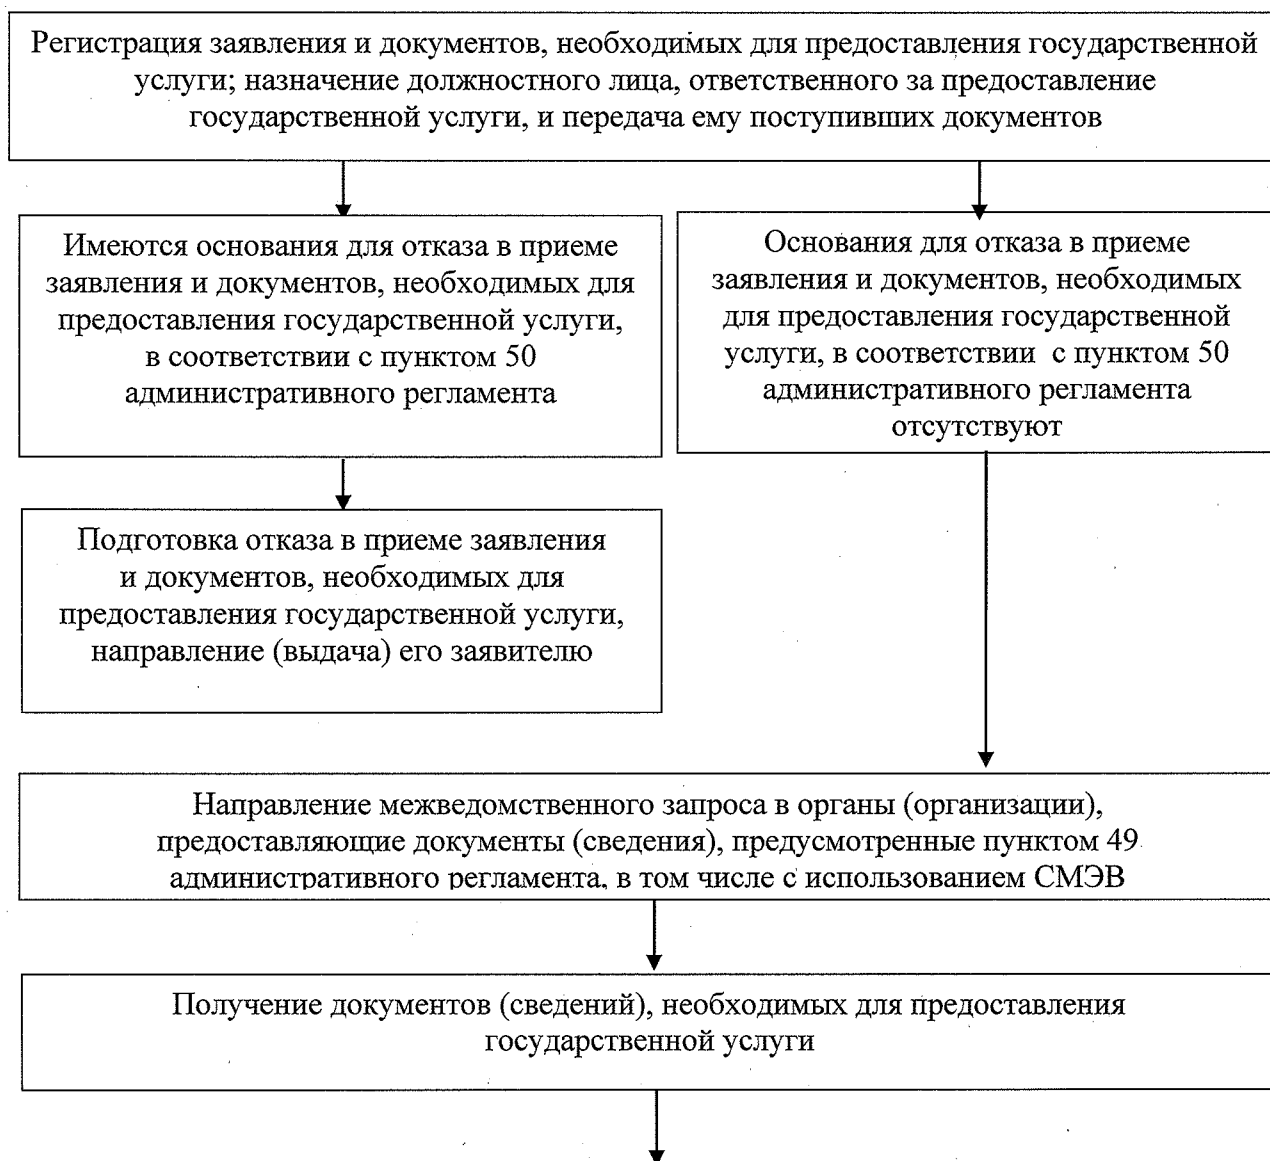 Регистрация заявления и документов, необходимых для предоставления государственной
услуги; назначение должностного лица, ответственного за предоставление
государственной услуги, и передача ему поступивших документов
Имеются основания для отказа в приеме
заявления и документов, необходимых для
предоставления государственной услуги,
в соответствии с пунктом 50
административного регламента
Основания для отказа в приеме
заявления и документов, необходимых
для предоставления государственной
услуги, в соответствии  с пунктом 50
административного регламента
отсутствуют
Подготовка отказа в приеме заявления
и документов, необходимых для
предоставления государственной услуги,
направление (выдача) его заявителю
Направление межведомственного запроса в органы (организации),
предоставляющие документы (сведения), предусмотренные пунктом 49
административного регламента, в том числе с использованием СМЭВ
Получение документов (сведений), необходимых для предоставления
государственной услуги